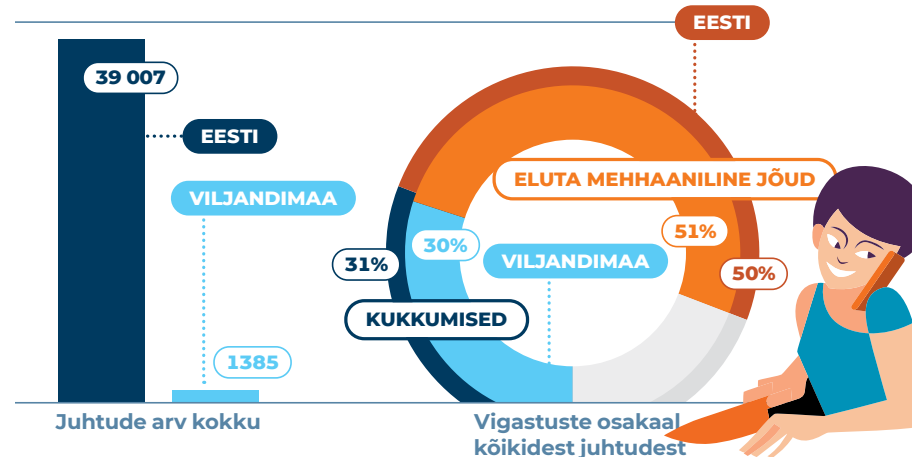 EESTI
39 007
EESTI
VILJANDIMAA
1385
Juhtude arv kokku
ELUTA MEHHAANILINE JÕUD
51%
50%
30%
31%
VILJANDIMAA
KUKKUMISED
Vigastuste osakaal
kõikidest juhtudest